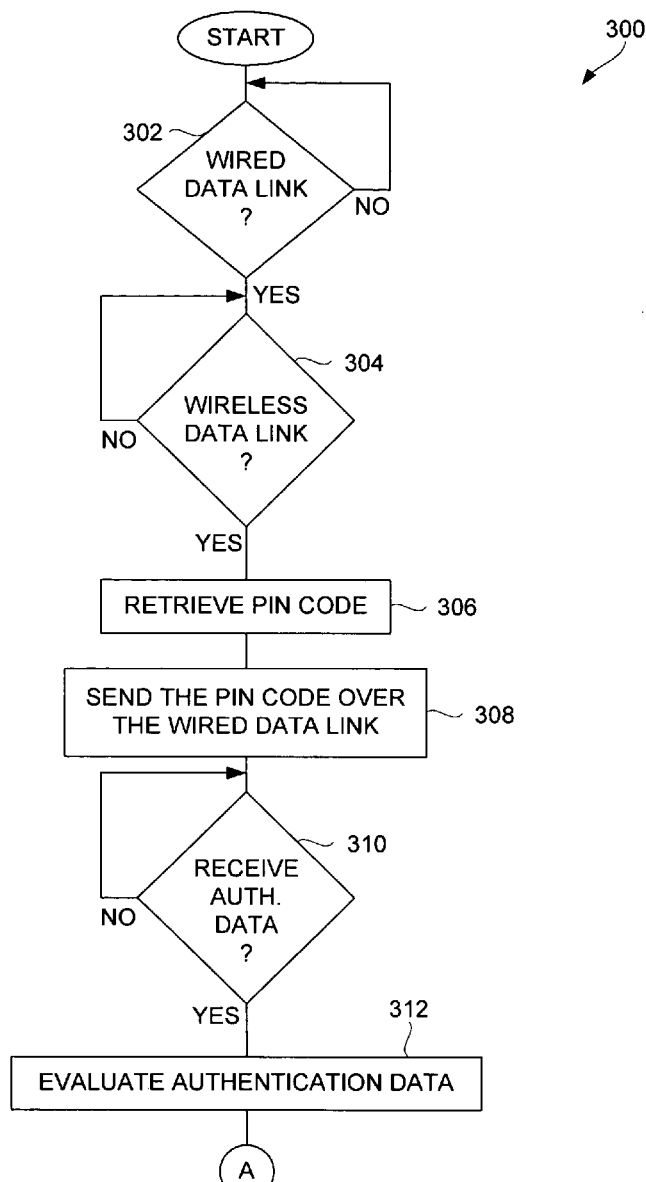 START
300
302
WIRED
DATA LINK
?
NO
YES
304
WIRELESS
DATA LINK
?
NO
YES
RETRIEVE PIN CODE
306
SEND THE PIN CODE OVER
THE WIRED DATA LINK
308
310
RECEIVE
AUTH.
DATA
?
NO
YES
312
EVALUATE AUTHENTICATION DATA
A